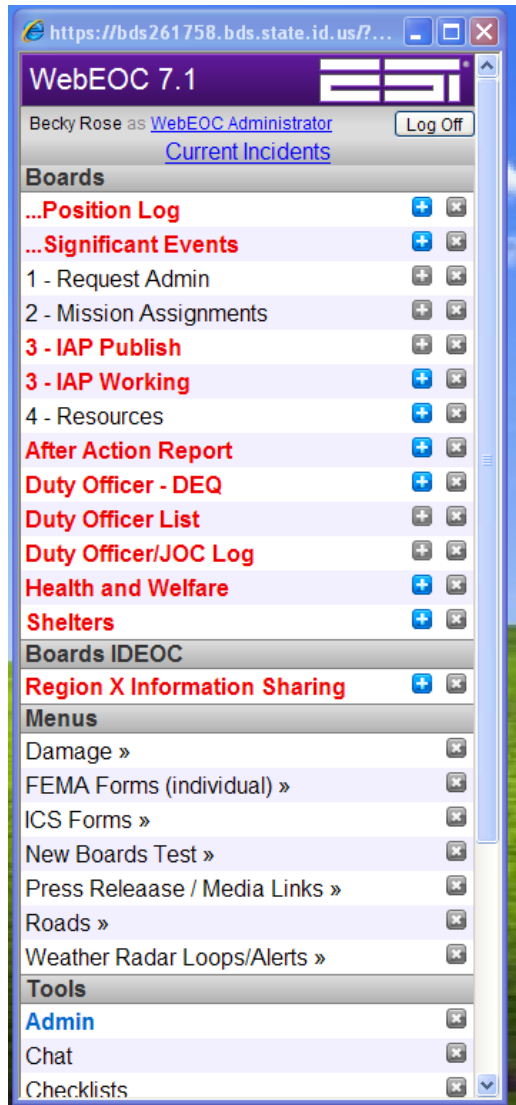 https://bds261758.bds.state.id.us/?...
WebEOC 7.1
ESi
Becky Rose as WebEOC Administrator
Log Off
Current Incidents
Boards
...Position Log
...Significant Events
1 - Request Admin
2 - Mission Assignments
3 - IAP Publish
3 - IAP Working
4 - Resources
After Action Report
Duty Officer - DEQ
Duty Officer List
Duty Officer/JOC Log
Health and Welfare
Shelters
Boards IDEOC
Region X Information Sharing
Menus
Damage »
FEMA Forms (individual) »
ICS Forms »
New Boards Test »
Press Releaase / Media Links »
Roads »
Weather Radar Loops/Alerts »
Tools
Admin
Chat
Checklists